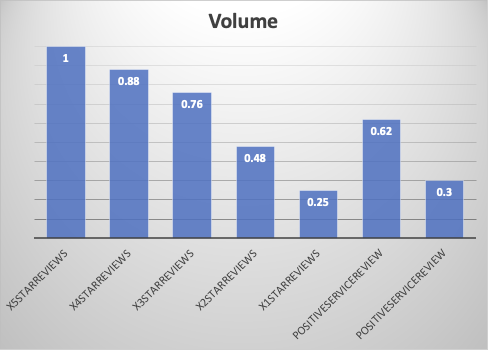 Volume
1
0.88
0.76
0.48
0.25
0.62
0.3
X5STARREVIEWS
X4STARREVIEWS
X3STARREVIEWS
X2STARREVIEWS
X1STARREVIEWS
POSITIVESERVICEREVIEW
POSITIVESERVICEREVIEW